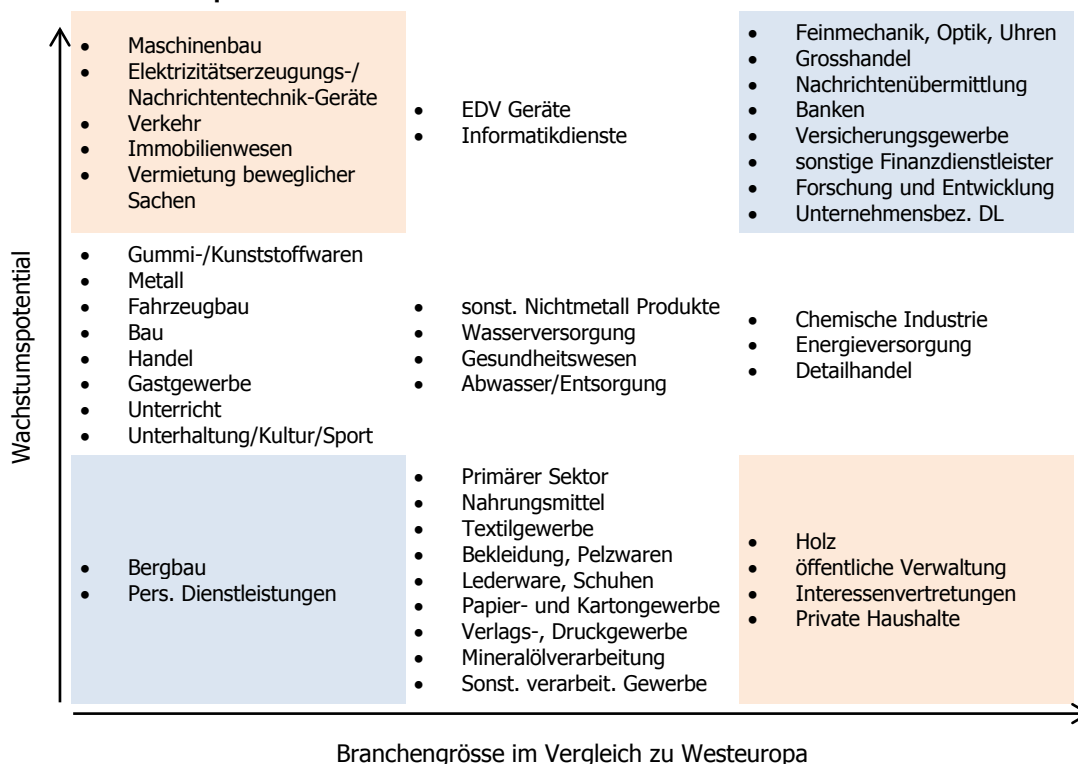 Maschinenbau
Elektrizitätserzeugungs-/
Nachrichtentechnik-Geräte
Verkehr
Immobilienwesen
Vermietung beweglicher
Sachen
EDV Geräte
Informatikdienste
Feinmechanik, Optik, Uhren
Grosshandel
Nachrichtenübermittlung
Banken
Versicherungsgewerbe
sonstige Finanzdienstleister
Forschung und Entwicklung
Unternehmensbez. DL
Gummi-/Kunststoffwaren
Metall
Fahrzeugbau
Bau
Handel
Gastgewerbe
Unterricht
Unterhaltung/Kultur/Sport
sonst. Nichtmetall Produkte
Wasserversorgung
Gesundheitswesen
Abwasser/Entsorgung
Chemische Industrie
Energieversorgung
Detailhandel
Bergbau
Pers. Dienstleistungen
Primärer Sektor
Nahrungsmittel
Textilgewerbe
Bekleidung, Pelzwaren
Lederware, Schuhen
Papier- und Kartongewerbe
Verlags-, Druckgewerbe
Mineralölverarbeitung
Sonst. verarbeit. Gewerbe
Holz
öffentliche Verwaltung
Interessenvertretungen
Private Haushalte
Wachstumspotential
Branchengrösse im Vergleich zu Westeuropa